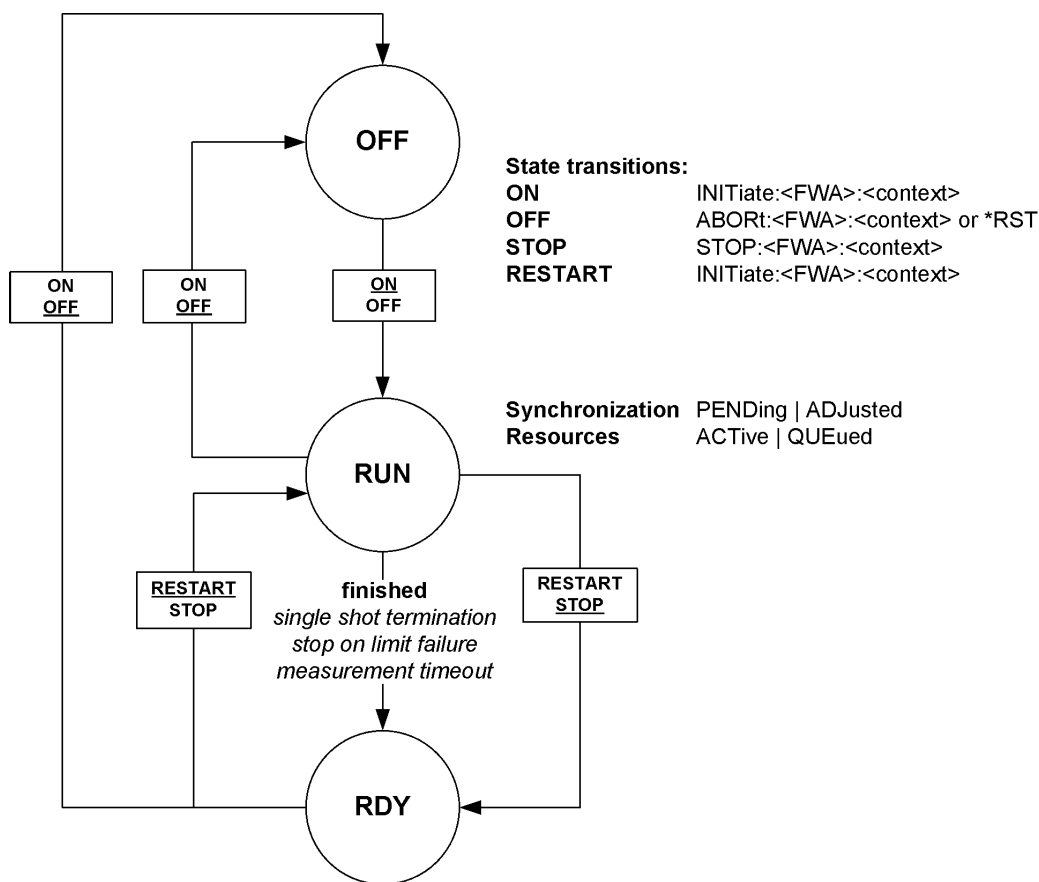 OFF
State transitions:
ON INITiate:<FWA>:<context>
OFF ABORt:<FWA>:<context> or *RST
STOP STOP:<FWA>:<context>
RESTART INITiate:<FWA>:<context>
ON
OFF
ON
OFF
ON
OFF
Synchronization PENDing | ADJusted
Resources ACTive | QUEued
RUN
RESTART
STOP
finished
single shot termination
stop on limit failure
measurement timeout
RESTART
STOP
RDY